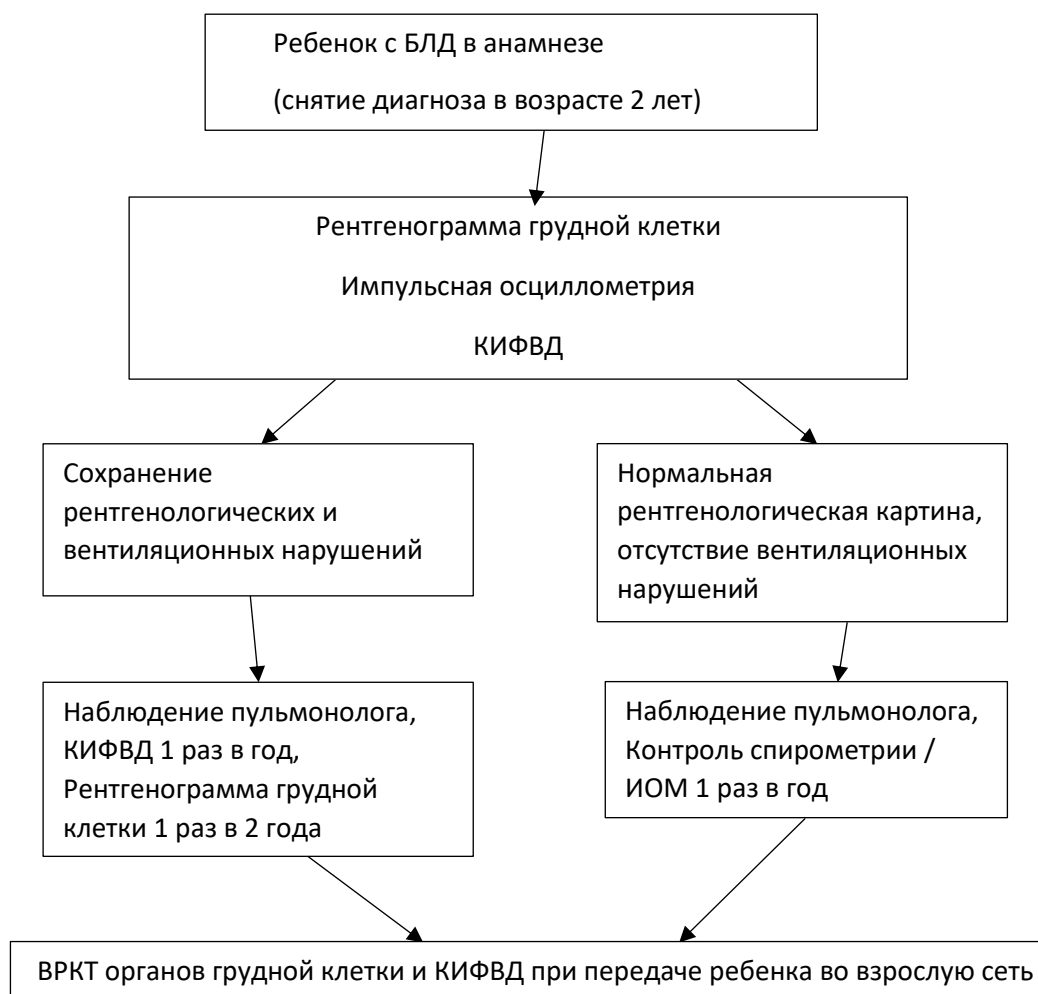 Ребенок с БЛД в анамнезе
(снятие диагноза в возрасте 2 лет)
Рентгенограмма грудной клетки
Импульсная осциллометрия
КИФВД
Сохранение
рентгенологических и
вентиляционных нарушений
Нормальная
рентгенологическая картина,
отсутствие вентиляционных
нарушений
Наблюдение пульмонолога,
КИФВД 1 раз в год,
Рентгенограмма грудной
клетки 1 раз в 2 года
Наблюдение пульмонолога,
Контроль спирометрии /
ИОМ 1 раз в год
ВРКТ органов грудной клетки и КИФВД при передаче ребенка во взрослую сеть